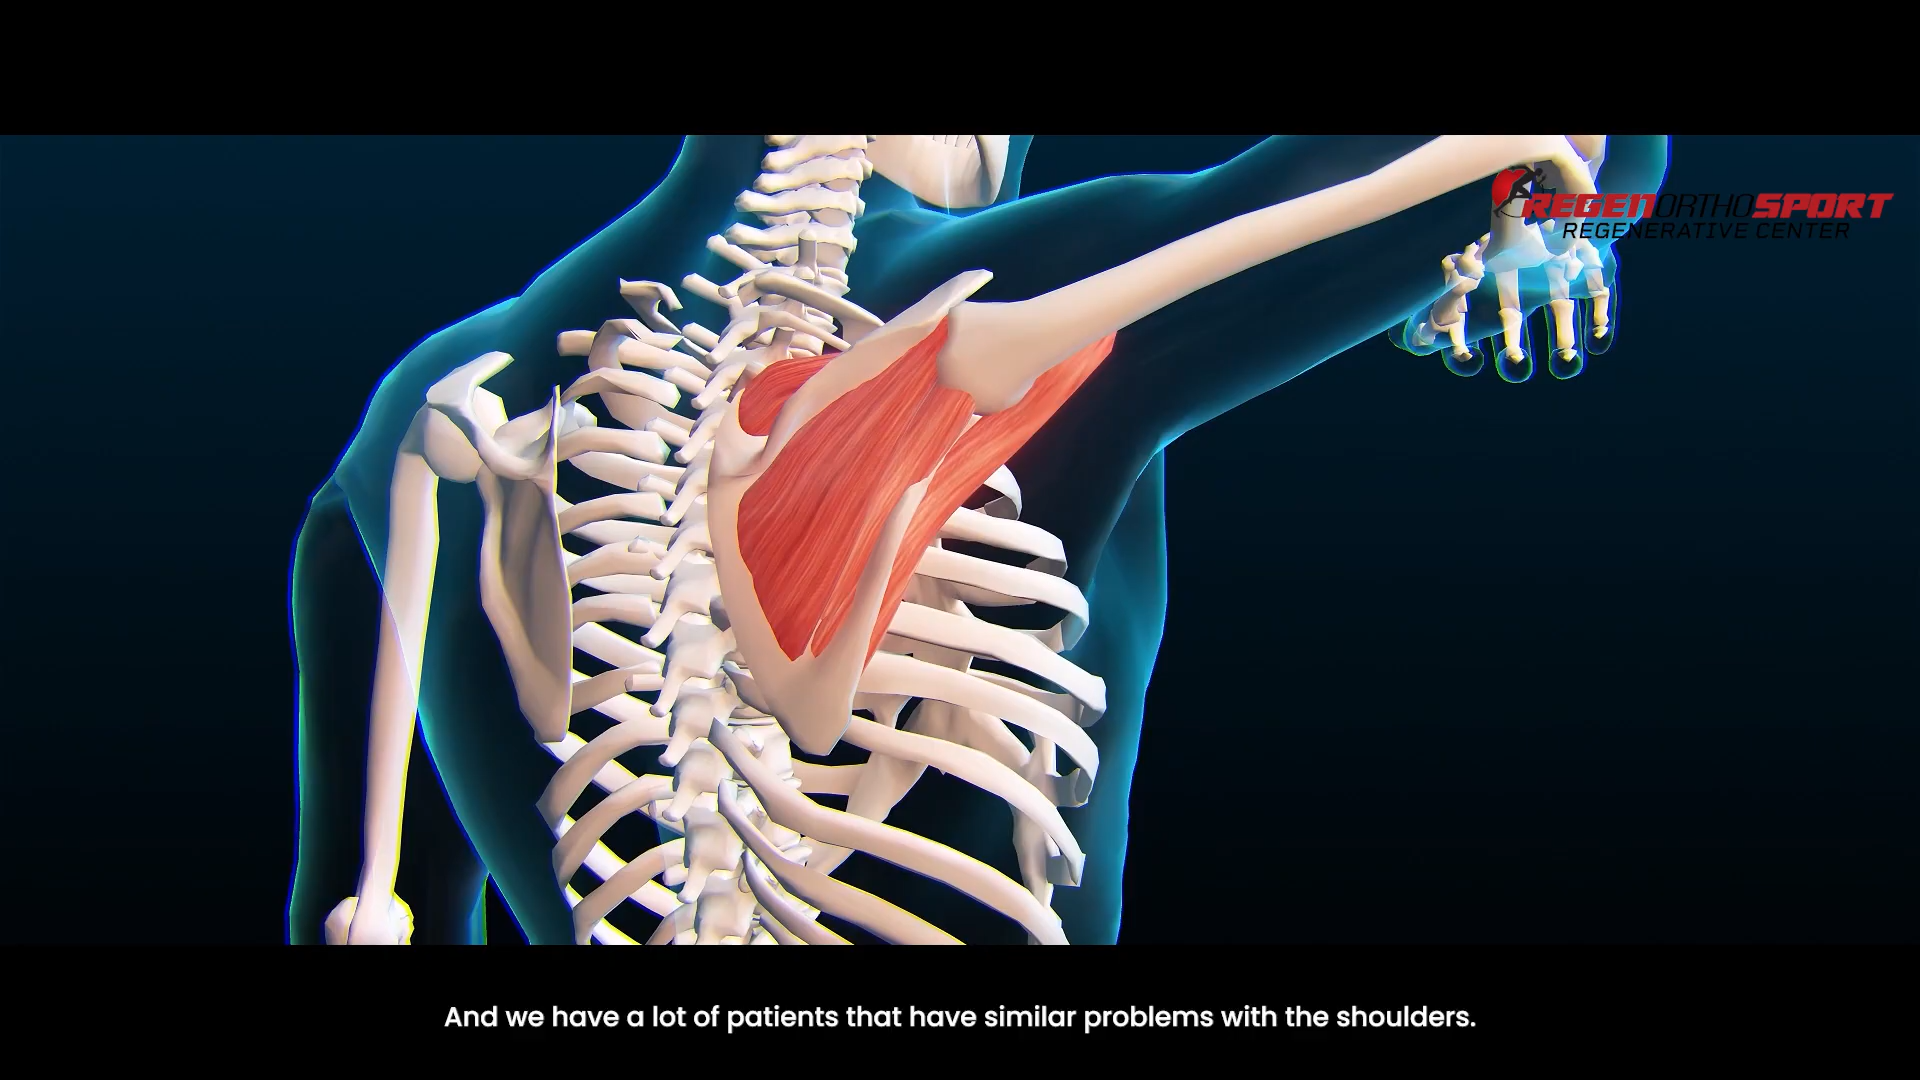 REGENORTHOSPORT
REGENERATIVE CENTER
And we have a lot of patients that have similar problems with the shoulders.